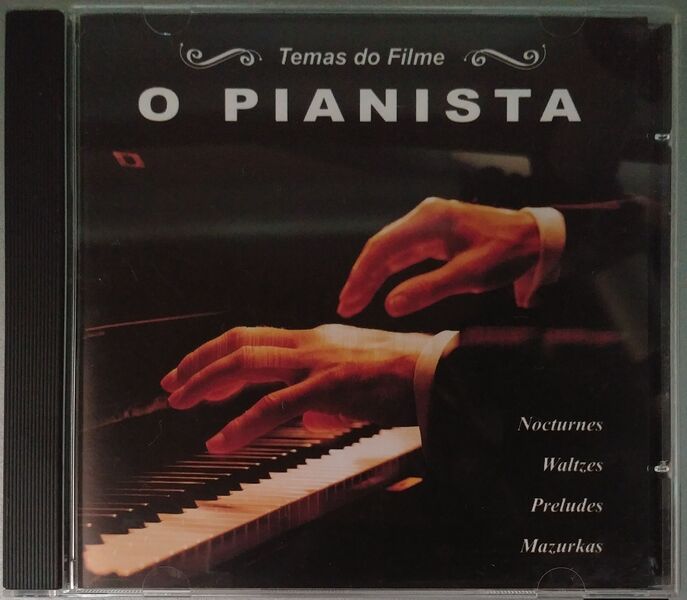 Temas do Filme
O PIANISTA
Nocturnes
Waltzes
Preludes
Mazurkas